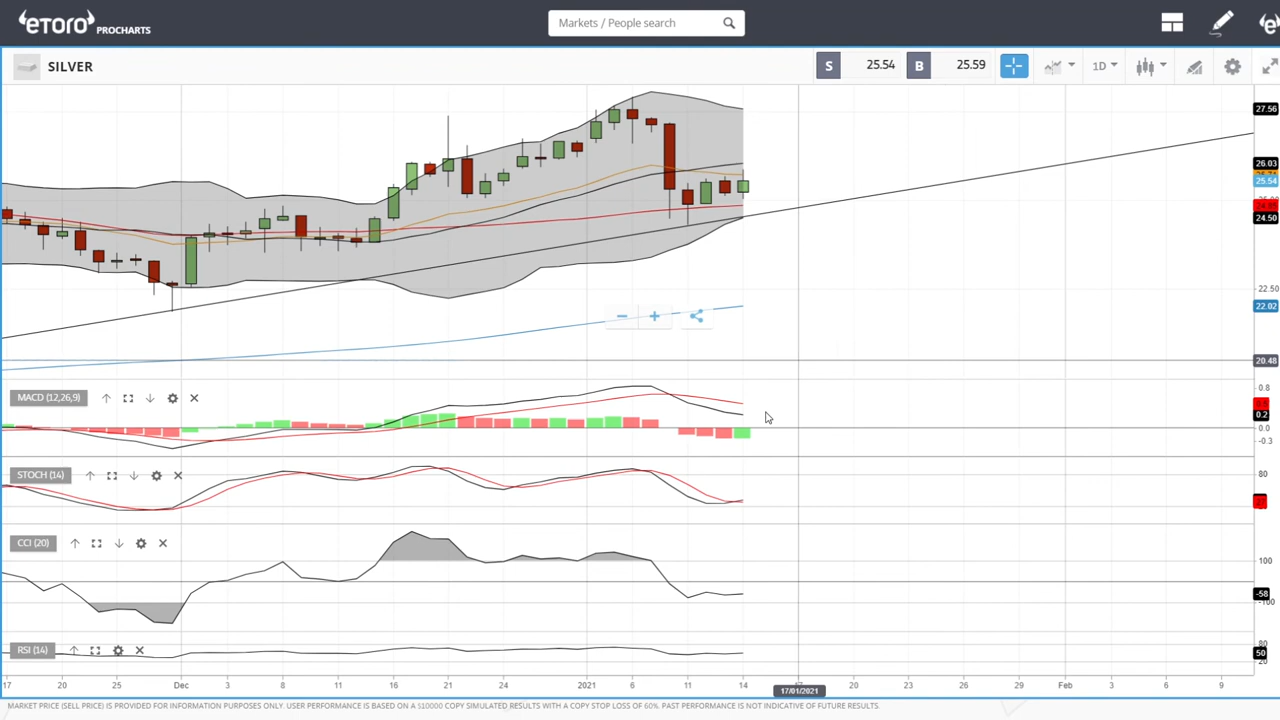 eToro PROCHARTS
Markets / People search
SILVER
S 25.54 B 25.59
1D
27.56
26.03
25.54
24.50
22.50
22.02
20.48
MACD (12,26,9)
0.8
0.2
0.0
-0.3
STOCH (14)
80
CCI (20)
100
-58
-100
RSI (14)
80
50
20
17 20 25 Dec 3 8 11 16 21 24 2021 6 11 14 17/01/2021 20 23 26 29 Feb 3 6 9
MARKET PRICE (SELL PRICE) IS PROVIDED FOR INFORMATION PURPOSES ONLY. USER PERFORMANCE IS BASED ON A $10000 COPY SIMULATED RESULTS WITH A COPY STOP LOSS OF 60%. PAST PERFORMANCE IS NOT INDICATIVE OF FUTURE RESULTS.